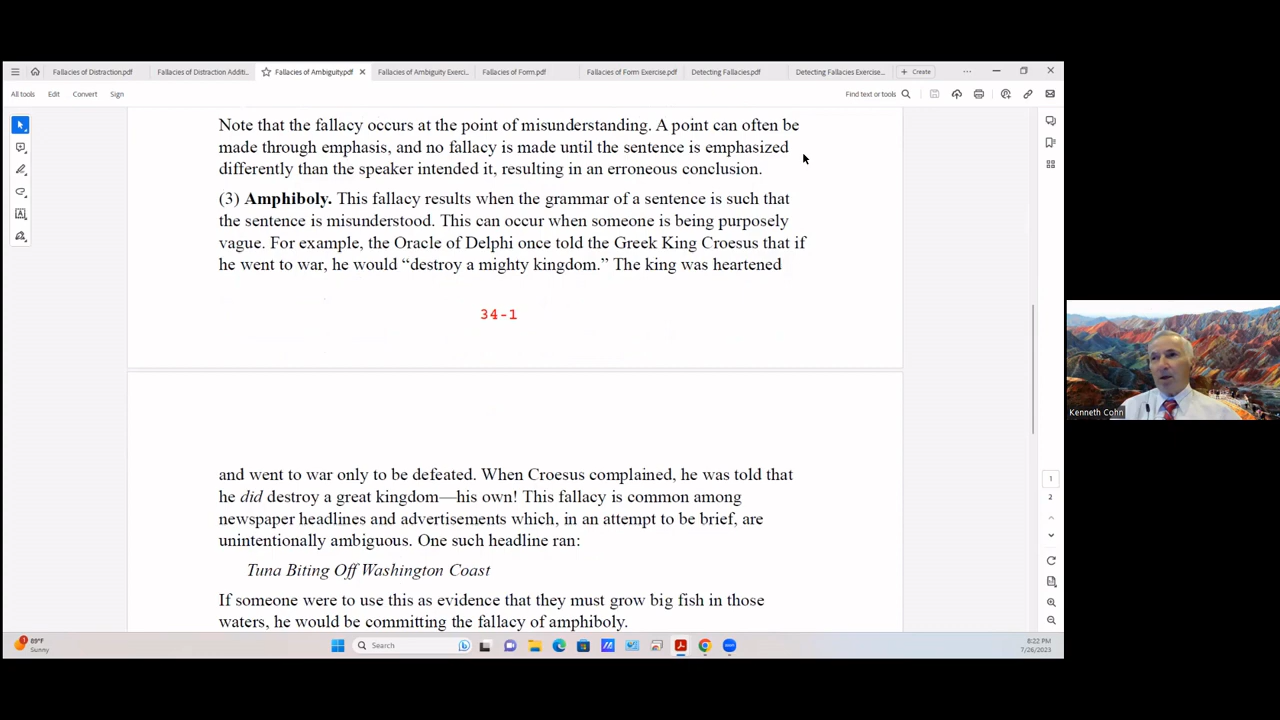 Fallacies of Distraction.pdf
Fallacies of Distraction Additi...
Fallacies of Ambiguity.pdf
Fallacies of Ambiguity Exerci...
Fallacies of Form.pdf
Fallacies of Form Exercise.pdf
Detecting Fallacies.pdf
Detecting Fallacies Exercise...
+ Create
All tools
Edit
Convert
Sign
Find text or tools
Note that the fallacy occurs at the point of misunderstanding. A point can often be
made through emphasis, and no fallacy is made until the sentence is emphasized
differently than the speaker intended it, resulting in an erroneous conclusion.
(3) Amphiboly. This fallacy results when the grammar of a sentence is such that
the sentence is misunderstood. This can occur when someone is being purposely
vague. For example, the Oracle of Delphi once told the Greek King Croesus that if
he went to war, he would “destroy a mighty kingdom.” The king was heartened
34-1
and went to war only to be defeated. When Croesus complained, he was told that
he did destroy a great kingdom—his own! This fallacy is common among
newspaper headlines and advertisements which, in an attempt to be brief, are
unintentionally ambiguous. One such headline ran:
Tuna Biting Off Washington Coast
If someone were to use this as evidence that they must grow big fish in those
waters, he would be committing the fallacy of amphiboly.
Kenneth Cohn
1
2
1
89°F
Sunny
Search
8:22 PM
7/26/2023